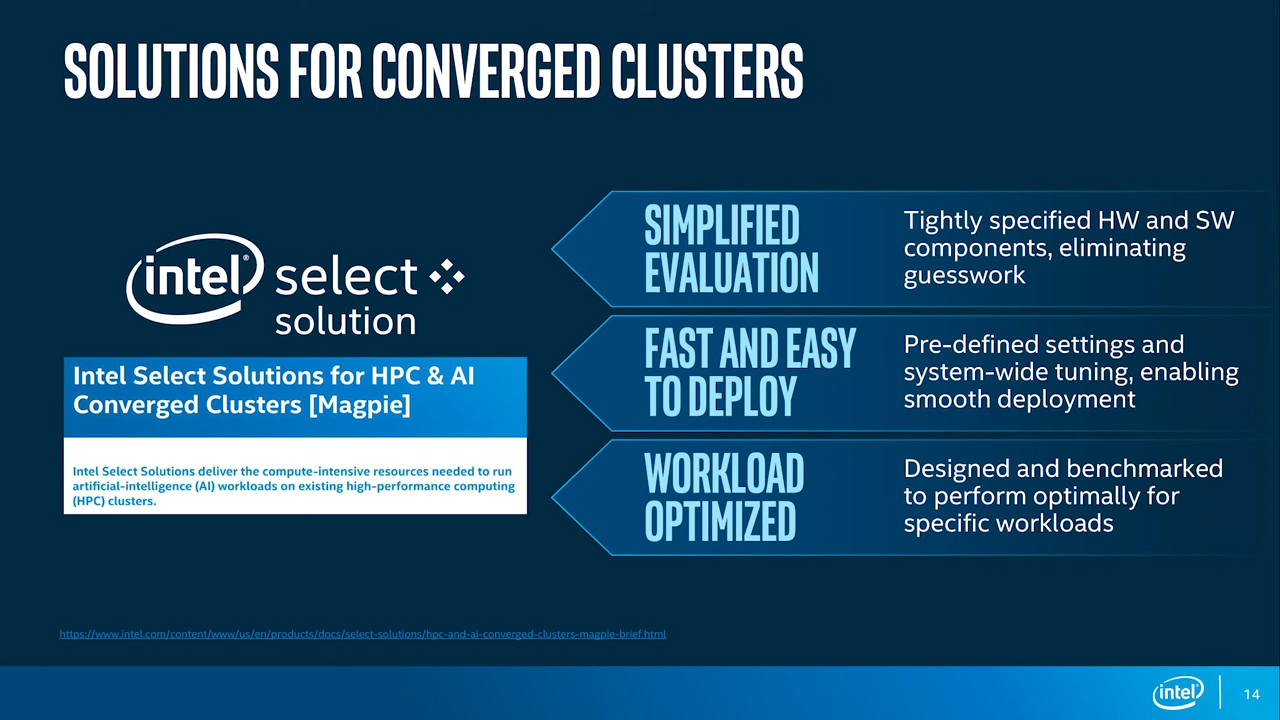 SOLUTIONS FOR CONVERGED CLUSTERS
intel® select
solution
Intel Select Solutions for HPC & AI
Converged Clusters [Magpie]
Intel Select Solutions deliver the compute-intensive resources needed to run
artificial-intelligence (AI) workloads on existing high-performance computing
(HPC) clusters.
SIMPLIFIED
EVALUATION
Tightly specified HW and SW
components, eliminating
guesswork
FAST AND EASY
TO DEPLOY
Pre-defined settings and
system-wide tuning, enabling
smooth deployment
WORKLOAD
OPTIMIZED
Designed and benchmarked
to perform optimally for
specific workloads
https://www.intel.com/content/www/us/en/products/docs/select-solutions/hpc-and-ai-converged-clusters-magpie-brief.html
intel
14